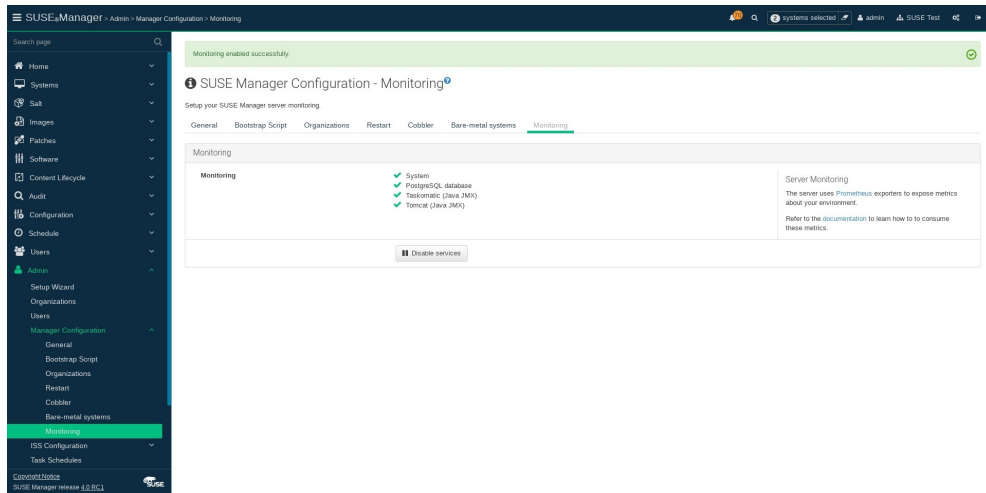 SUSE Manager > Admin > Manager Configuration > Monitoring
2 systems selected
admin
SUSE Test
Search page
Home
Systems
Salt
Images
Patches
Software
Content Lifecycle
Audit
Configuration
Schedule
Users
Admin
Setup Wizard
Organizations
Users
Manager Configuration
General
Bootstrap Script
Organizations
Restart
Cobbler
Bare-metal systems
Monitoring
ISS Configuration
Task Schedules
Copyright Notice
SUSE Manager release 4.0 RC1
SUSE.
Monitoring enabled successfully.
SUSE Manager Configuration - Monitoring
Setup your SUSE Manager server monitoring.
General Bootstrap Script Organizations Restart Cobbler Bare-metal systems Monitoring
Monitoring
Monitoring
System
PostgreSQL database
Taskomatic (Java JMX)
Tomcat (Java JMX)
Server Monitoring
The server uses Prometheus exporters to expose metrics
about your environment.
Refer to the documentation to learn how to to consume
these metrics.
Disable services